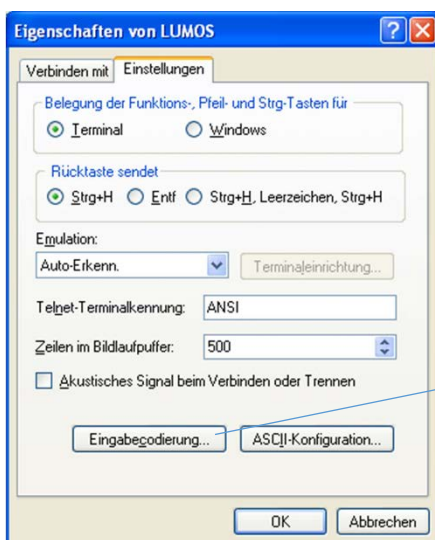 Eigenschaften von LUMOS
Verbinden mit Einstellungen
Belegung der Funktions-, Pfeil- und Strg-Tasten für
Terminal Windows
Rücktaste sendet
Strg+H Entf Strg+H, Leerzeichen, Strg+H
Emulation:
Auto-Erkenn. Terminaleinrichtung...
Telnet-Terminalkennung: ANSI
Zeilen im Bildlaufpuffer: 500
Akustisches Signal beim Verbinden oder Trennen
Eingabecodierung... ASCII-Konfiguration...
OK Abbrechen